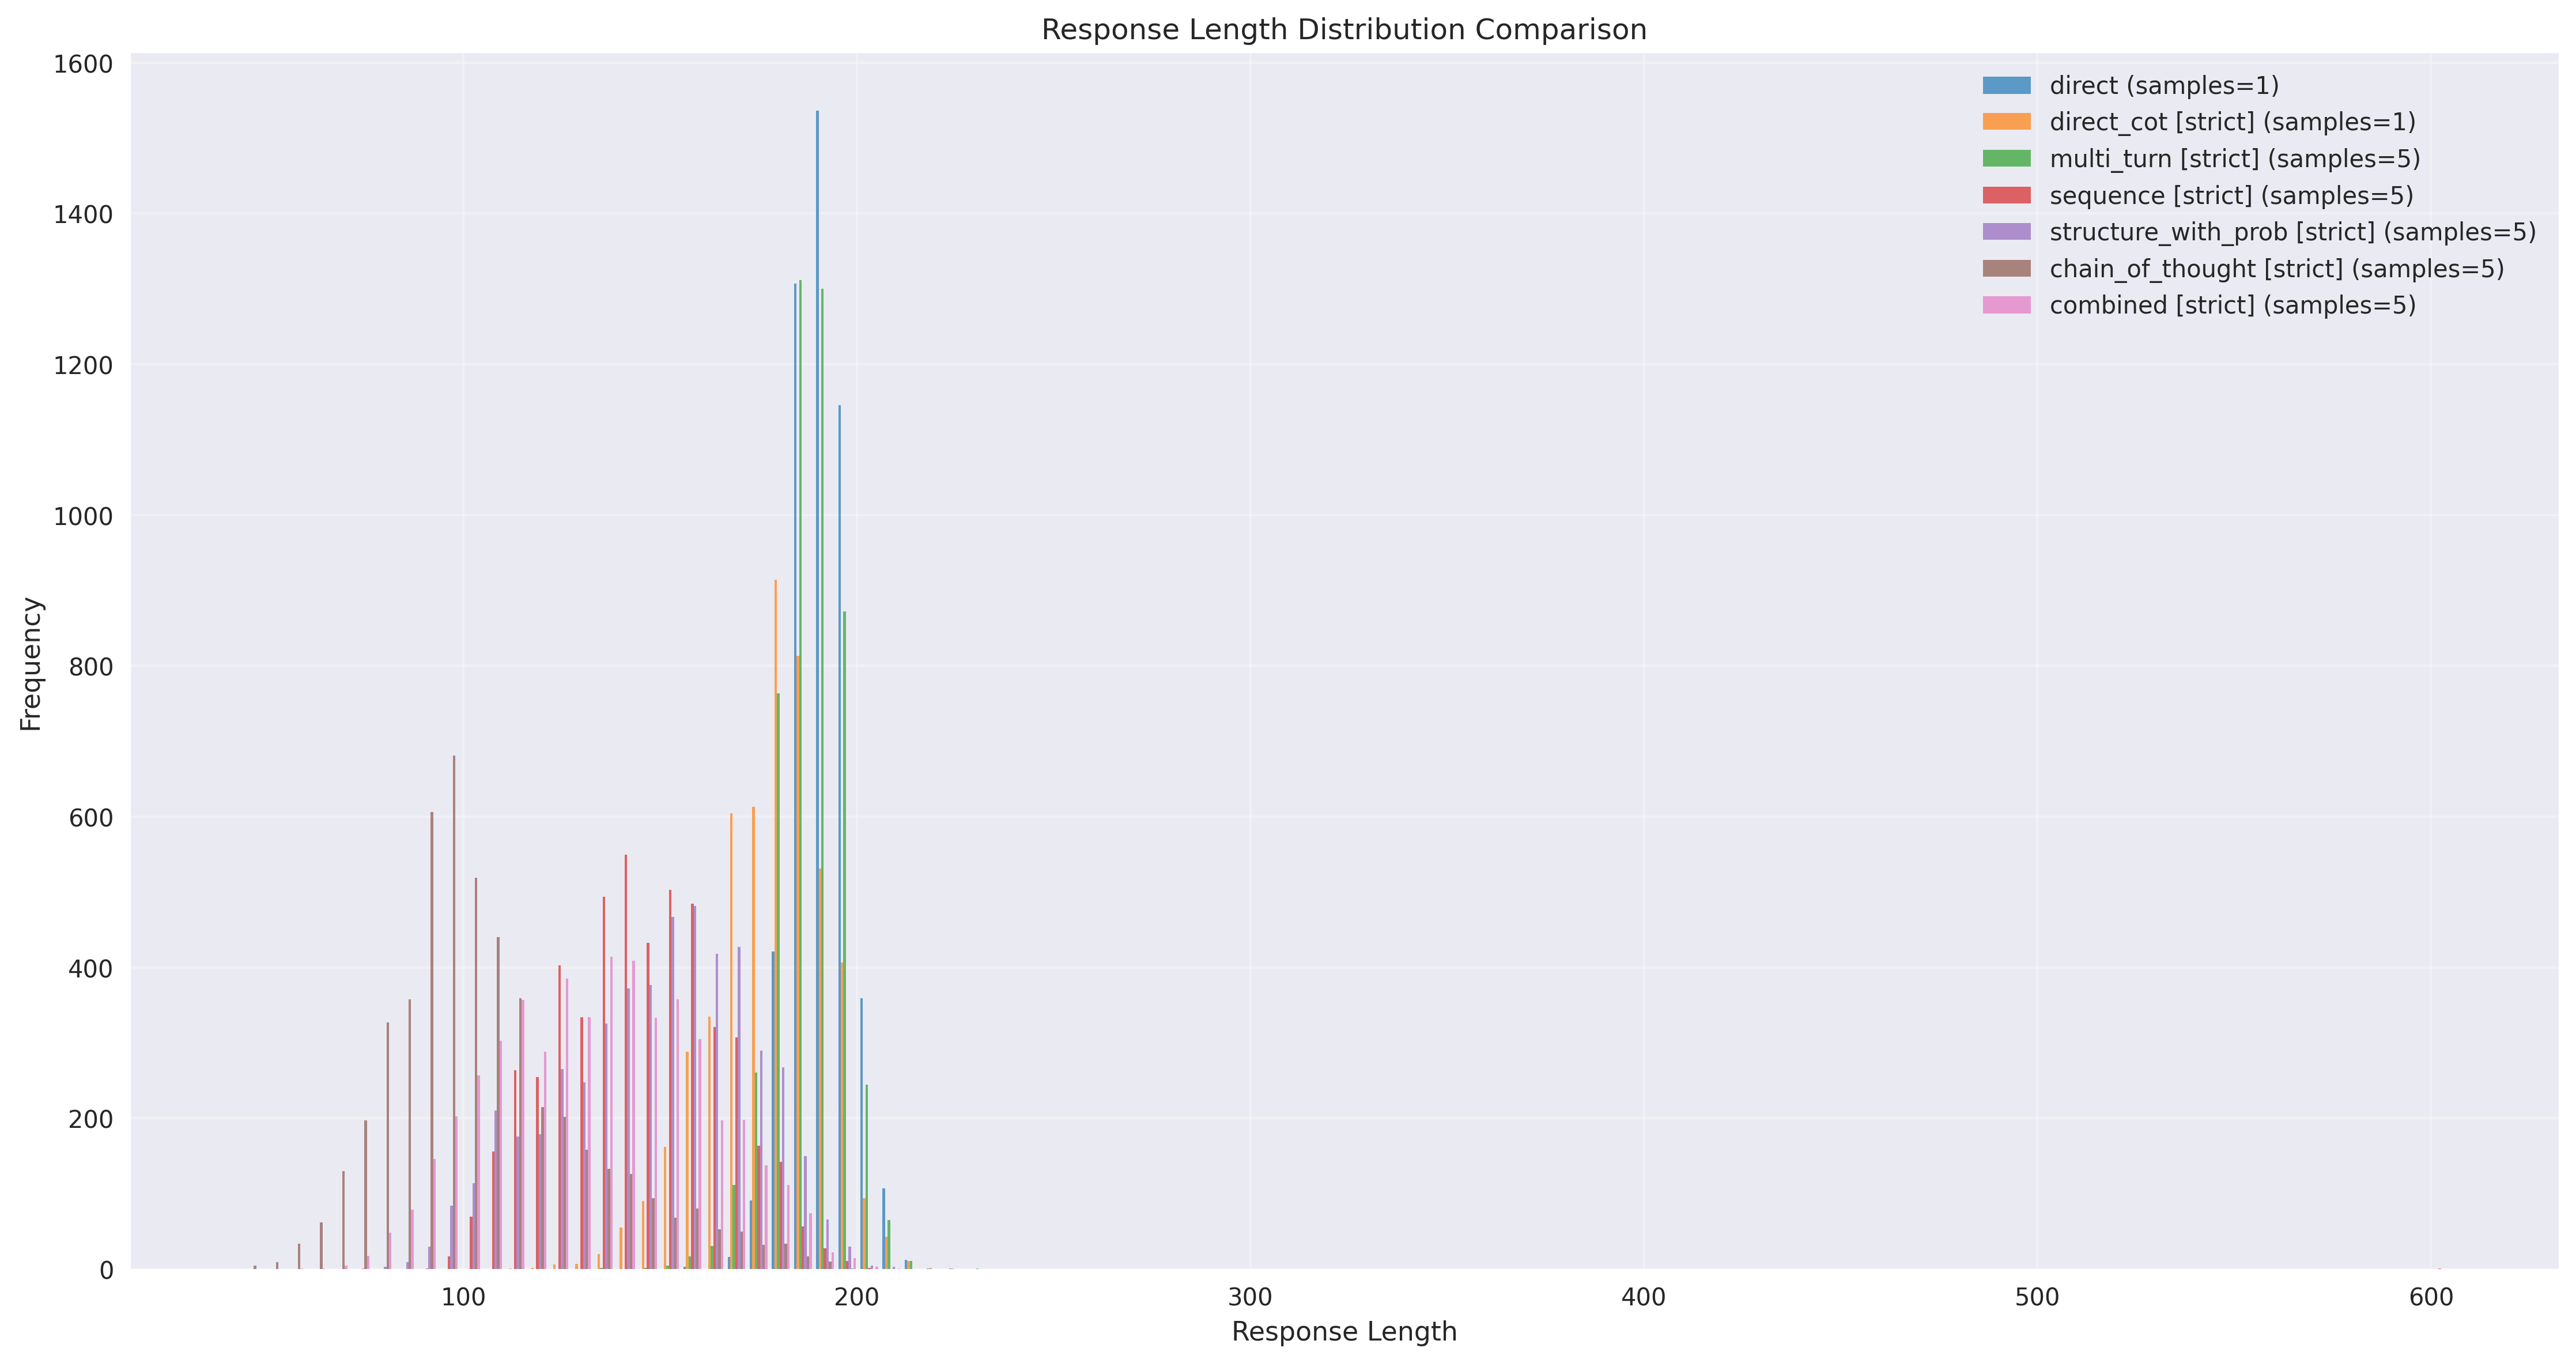 Response Length Distribution Comparison
1600
1400
1200
1000
800
600
400
200
0
Frequency
direct (samples=1)
direct_cot [strict] (samples=1)
multi_turn [strict] (samples=5)
sequence [strict] (samples=5)
structure_with_prob [strict] (samples=5)
chain_of_thought [strict] (samples=5)
combined [strict] (samples=5)
100 200 300 400 500 600
Response Length